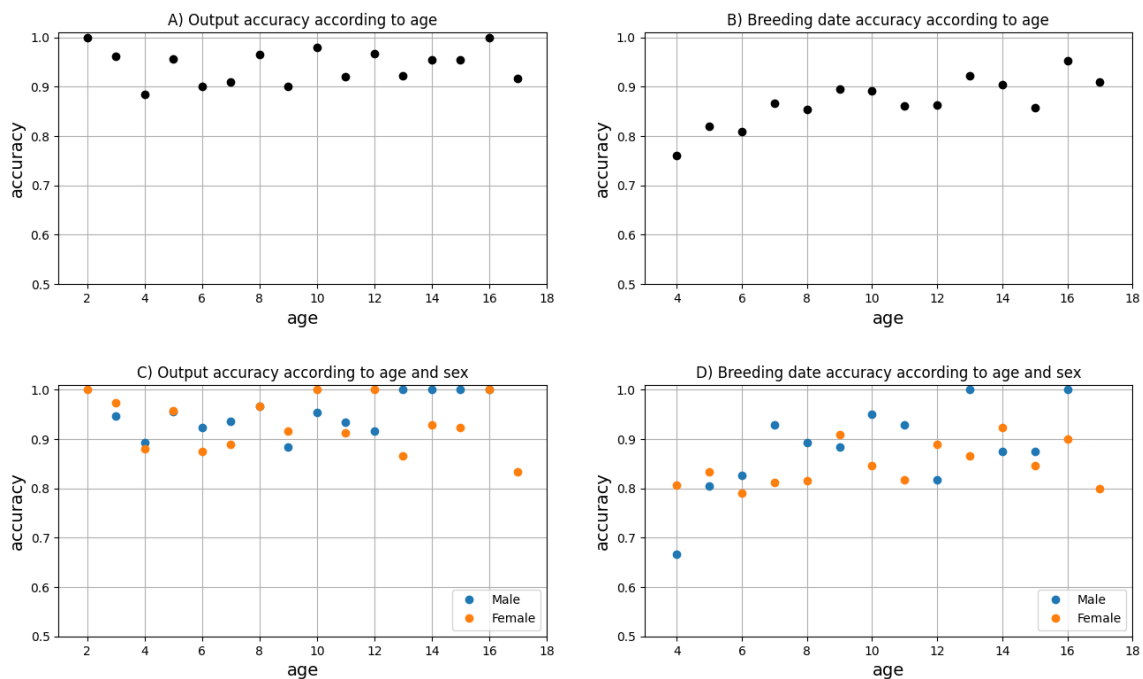 A) Output accuracy according to age
accuracy
1.0
0.9
0.8
0.7
0.6
0.5
2 4 6 8 10 12 14 16 18
age
B) Breeding date accuracy according to age
accuracy
1.0
0.9
0.8
0.7
0.6
0.5
4 6 8 10 12 14 16 18
age
C) Output accuracy according to age and sex
accuracy
1.0
0.9
0.8
0.7
0.6
0.5
Male
Female
2 4 6 8 10 12 14 16 18
age
D) Breeding date accuracy according to age and sex
accuracy
1.0
0.9
0.8
0.7
0.6
0.5
Male
Female
4 6 8 10 12 14 16 18
age